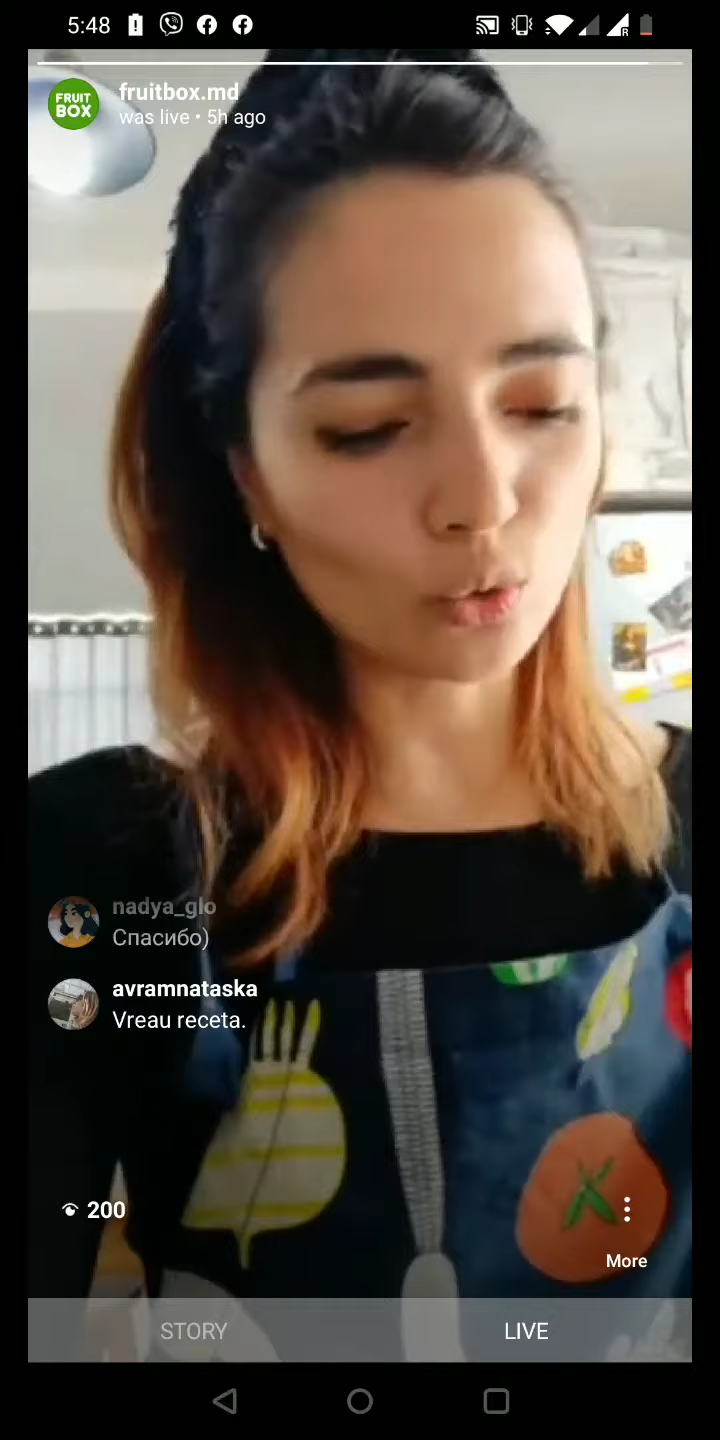 5:48
R
FRUIT
BOX
fruitbox.md
was live • 5h ago
nadya_glo
Спасибо)
avramnataska
Vreau receta.
200
More
STORY
LIVE